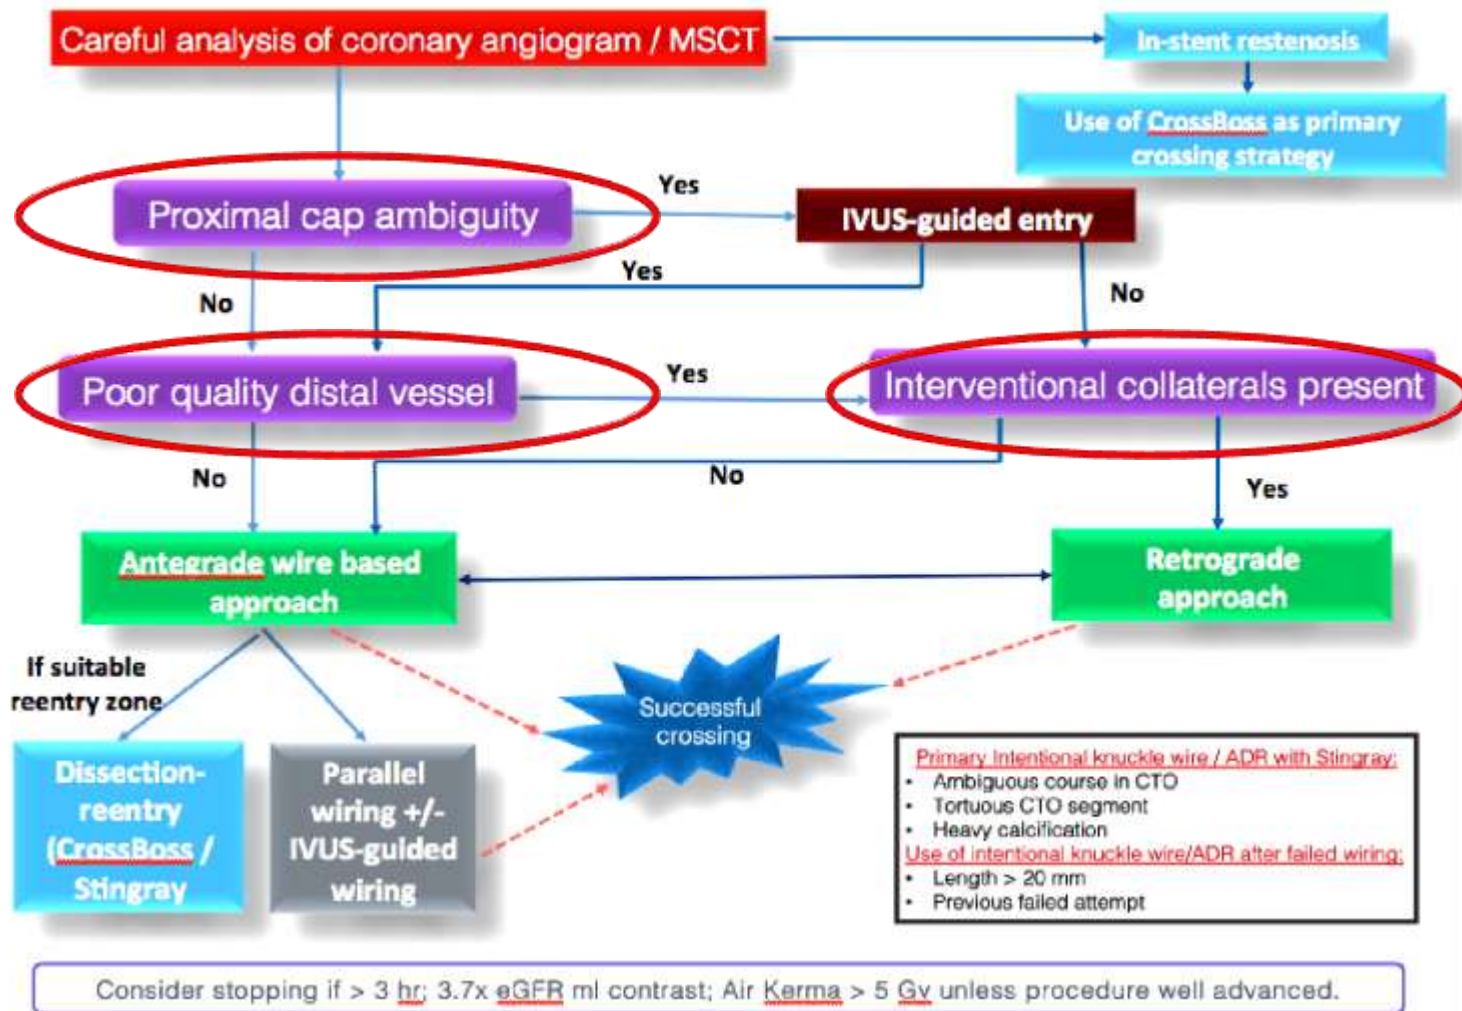 Careful analysis of coronary angiogram / MSCT
In-stent restenosis
Use of CrossBoss as primary
crossing strategy
Proximal cap ambiguity
Yes
IVUS-guided entry
Yes
No
No
Poor quality distal vessel
Yes
Interventional collaterals present
No
No
Yes
Antegrade wire based
approach
Retrograde
approach
If suitable
reentry zone
Successful
crossing
Dissection-
reentry
(CrossBoss /
Stingray
Parallel
wiring +/-
IVUS-guided
wiring
Primary Intentional knuckle wire / ADR with Stingray:
• Ambiguous course in CTO
• Tortuous CTO segment
• Heavy calcification
Use of intentional knuckle wire/ADR after failed wiring:
• Length > 20 mm
• Previous failed attempt
Consider stopping if > 3 hr; 3.7x eGFR ml contrast; Air Kerma > 5 Gy unless procedure well advanced.